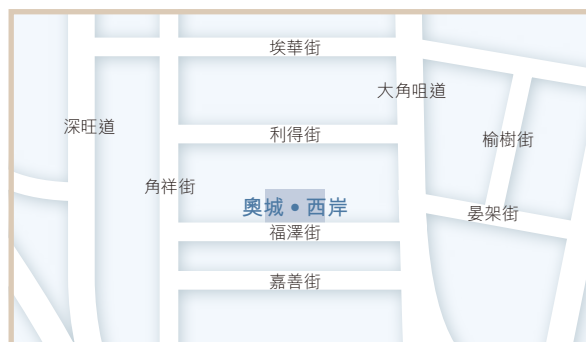 埃華街
大角咀道
深旺道
利得街
榆樹街
角祥街
奧城•西岸
晏架街
福澤街
嘉善街